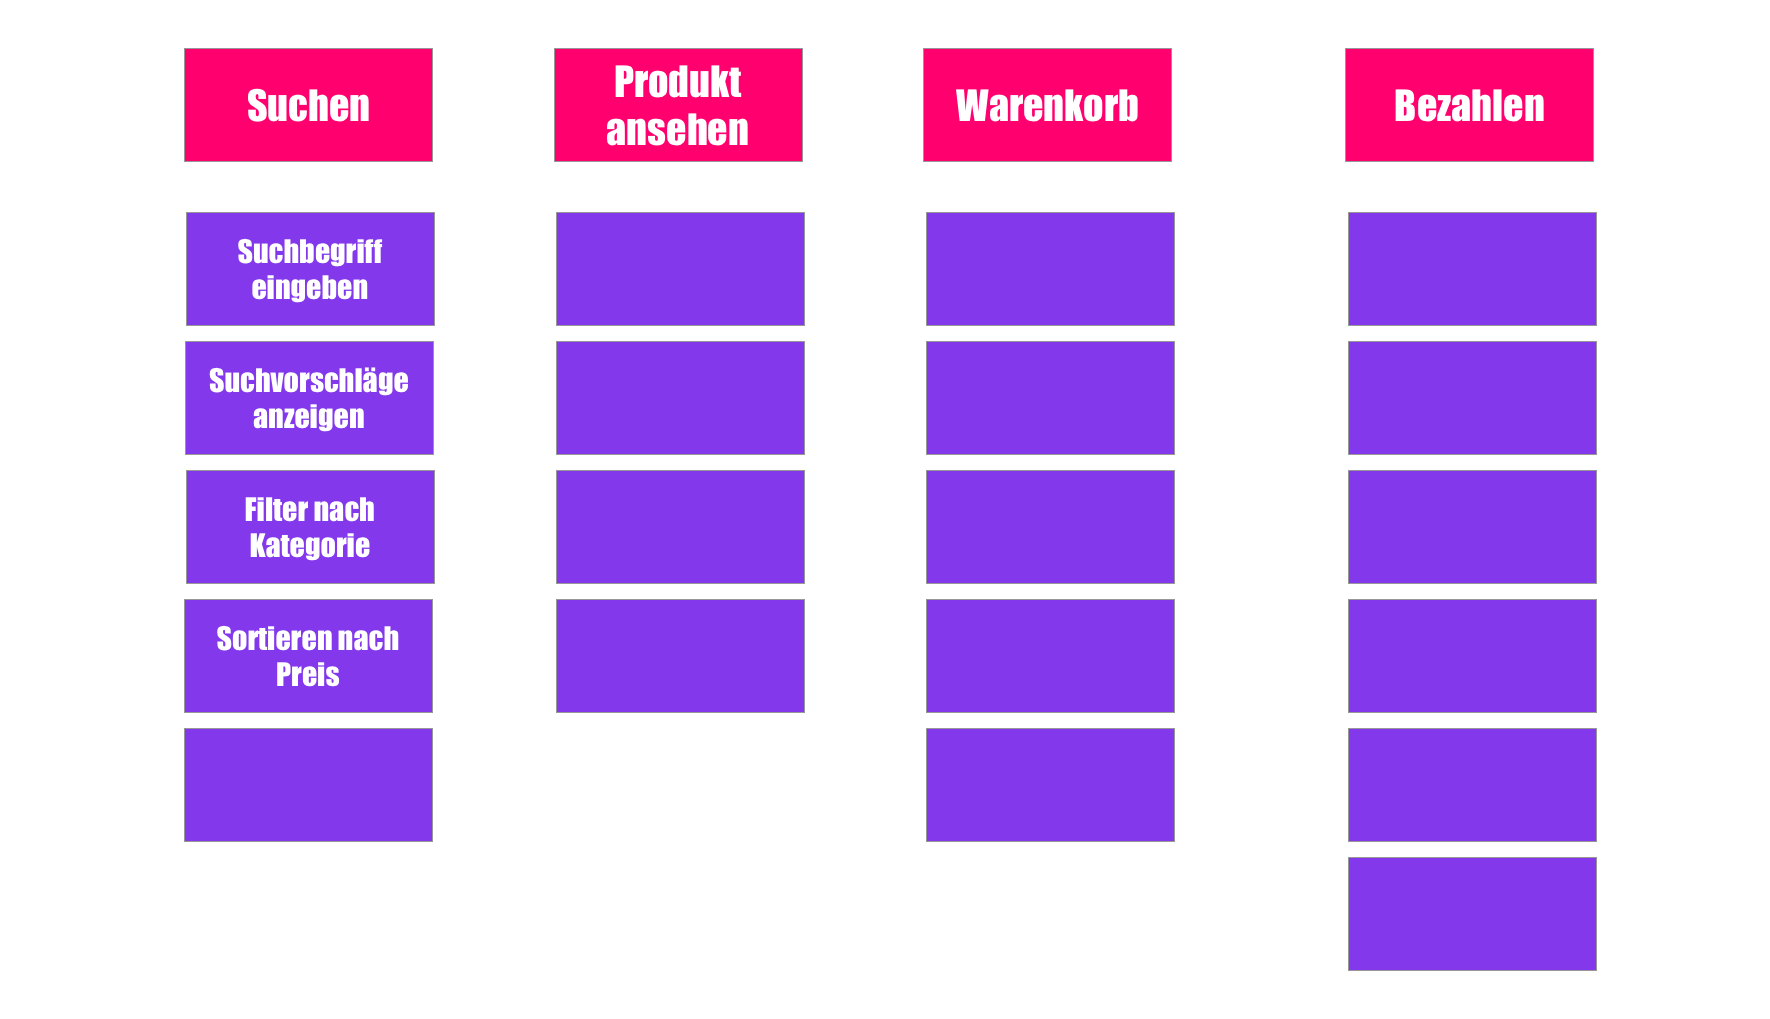 Suchen
Produkt
ansehen
Warenkorb
Bezahlen
Suchbegriff
eingeben
Suchvorschläge
anzeigen
Filter nach
Kategorie
Sortieren nach
Preis